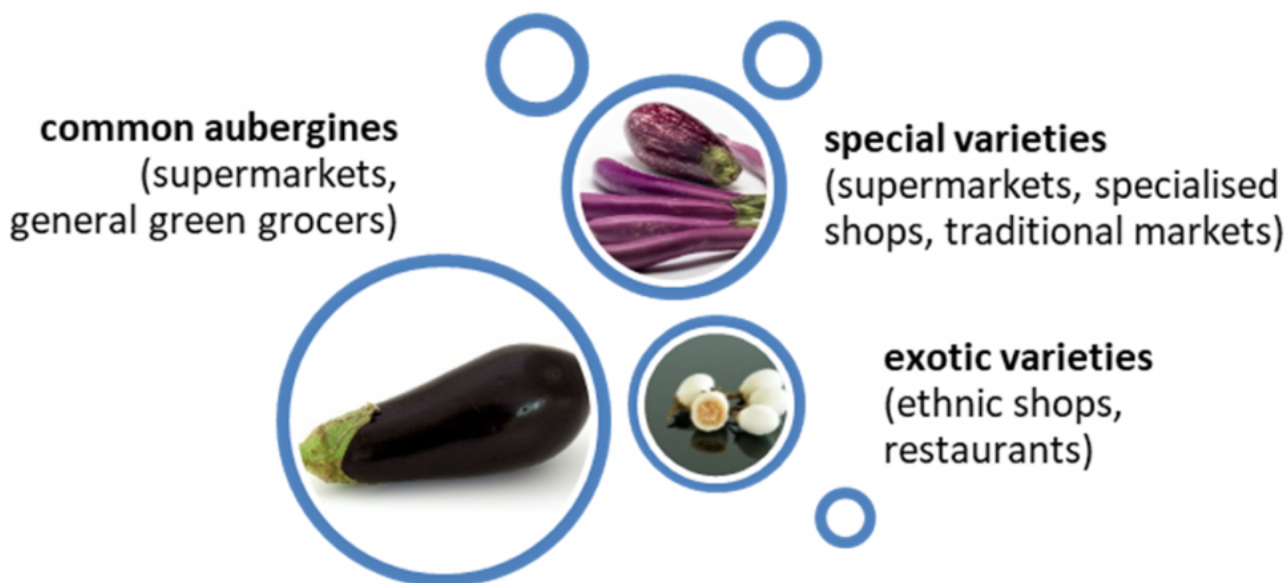 common aubergines
(supermarkets,
general green grocers)
special varieties
(supermarkets, specialised
shops, traditional markets)
exotic varieties
(ethnic shops,
restaurants)